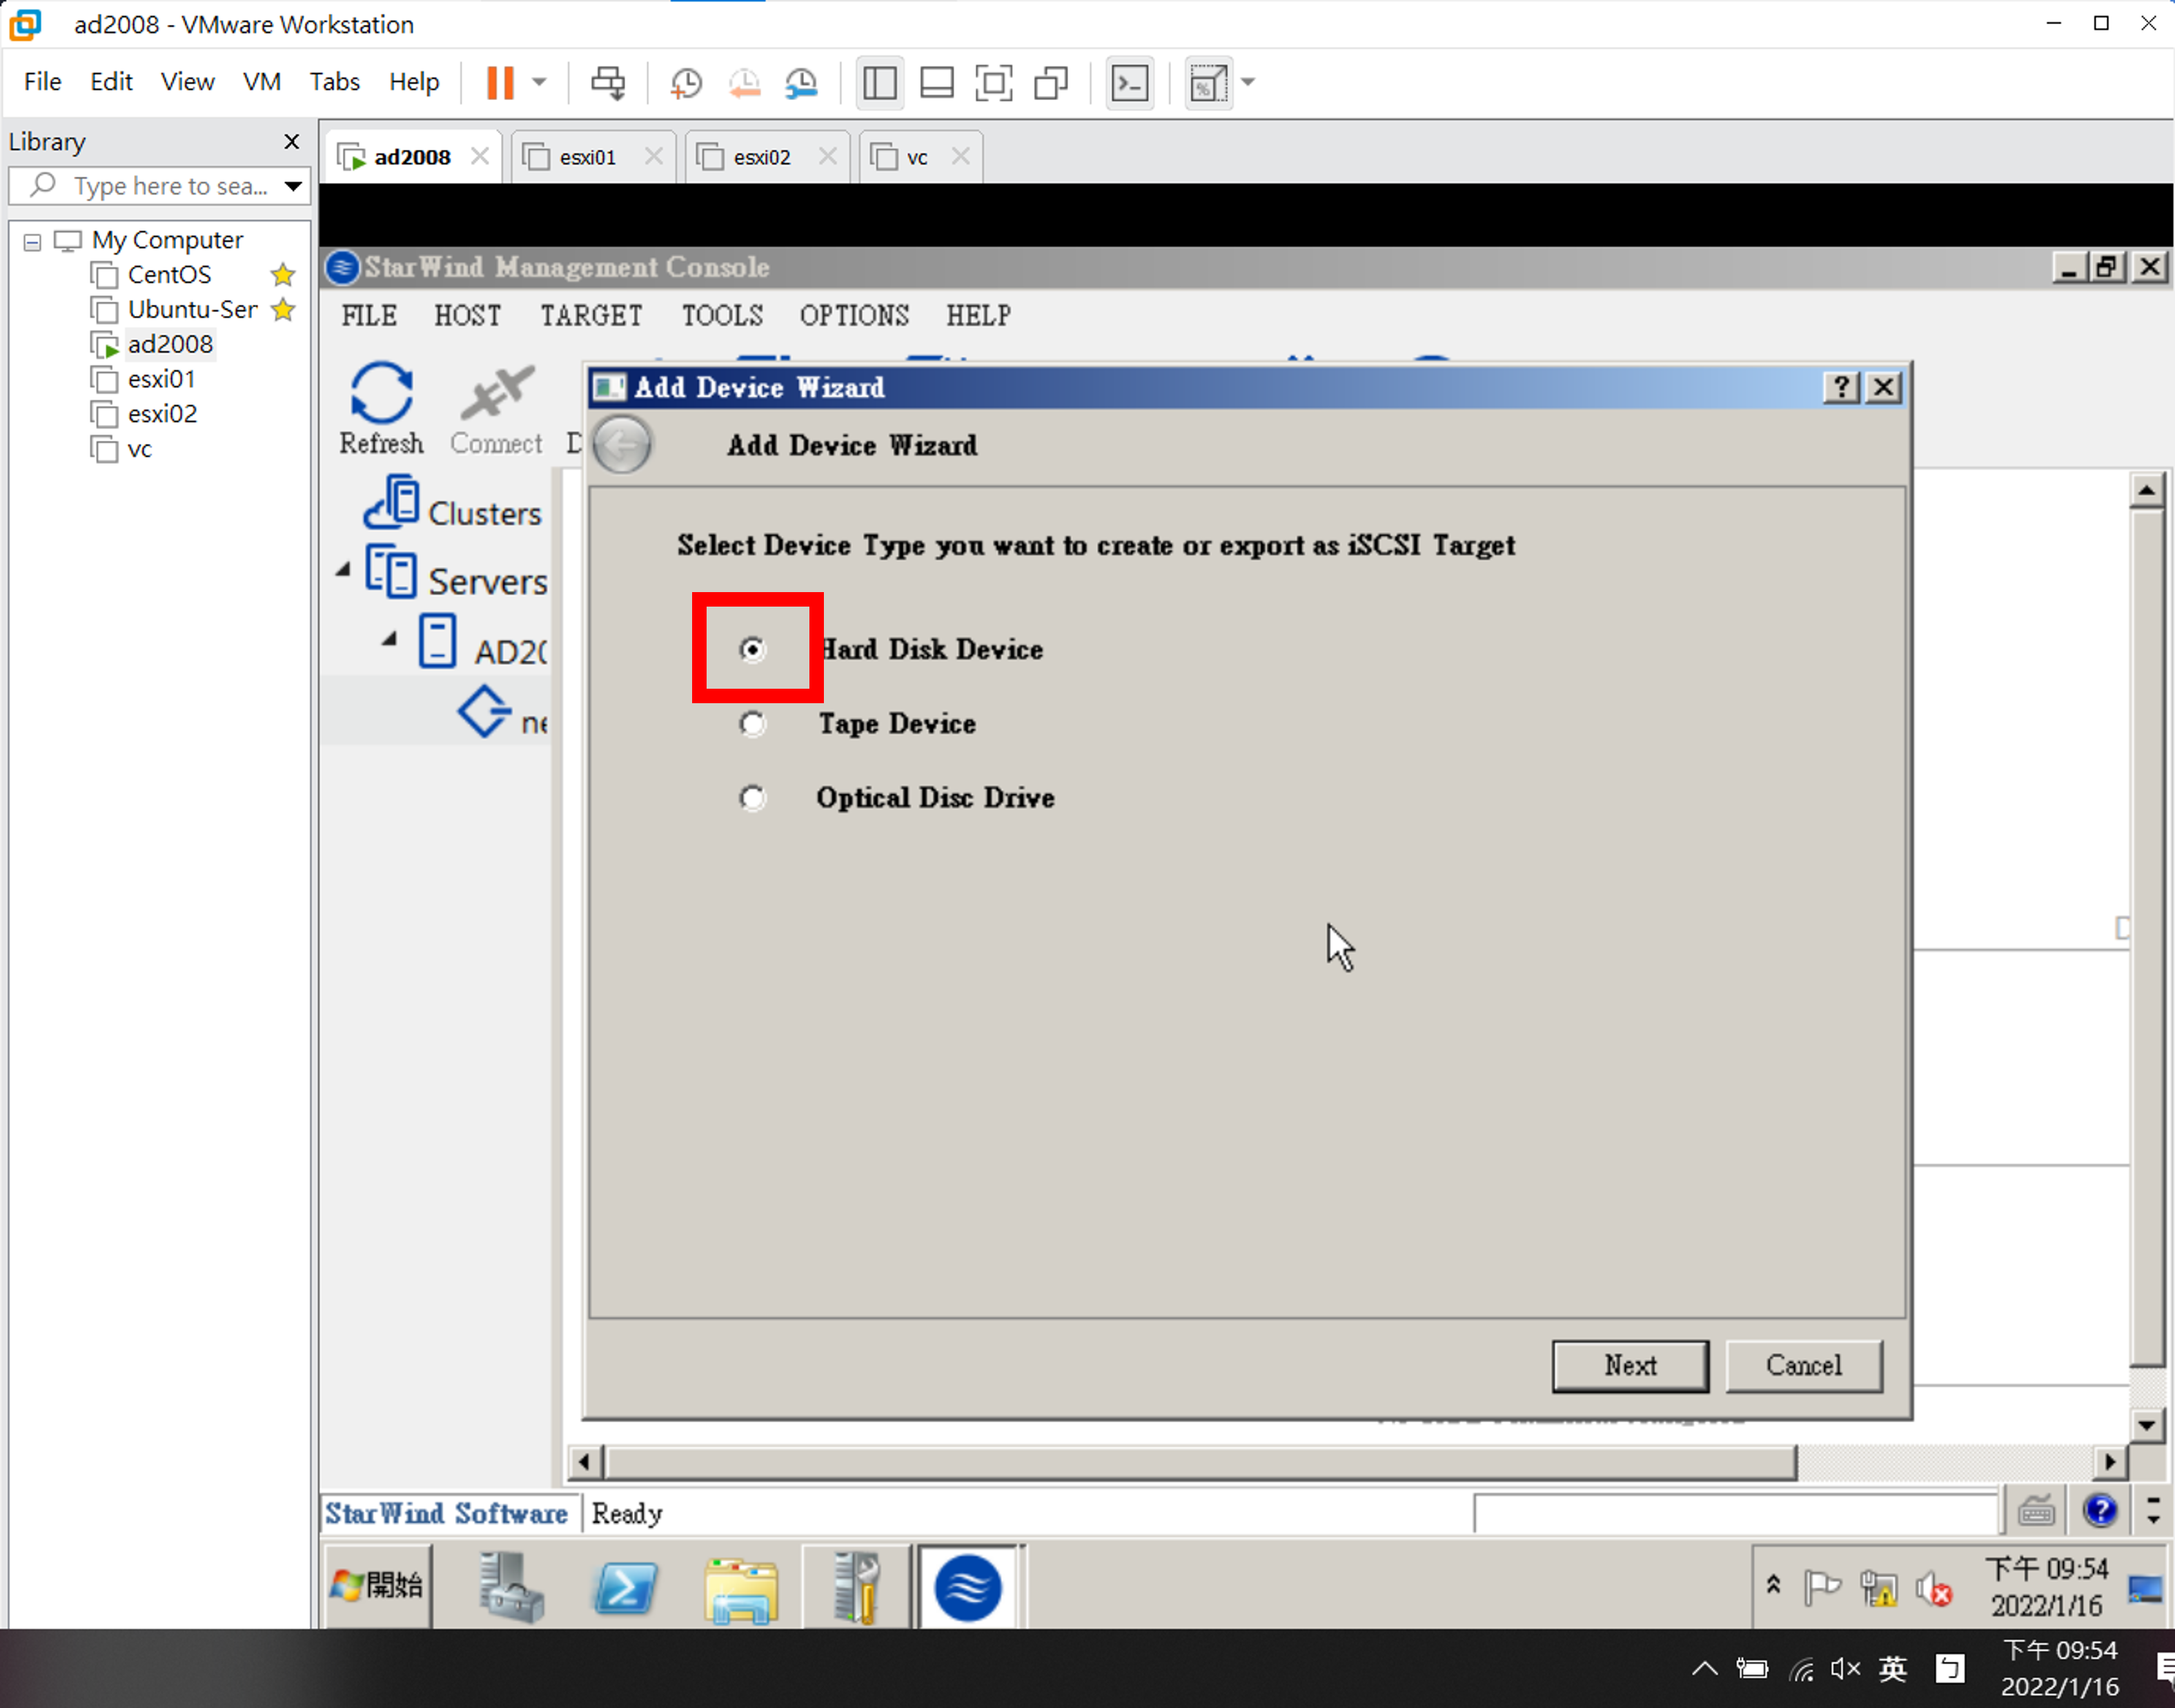 ad2008 - VMware Workstation
File Edit View VM Tabs Help
Library
Type here to sea...
My Computer
CentOS
Ubuntu-Ser
ad2008
esxi01
esxi02
vc
ad2008 esxi01 esxi02 vc
StarWind Management Console
FILE HOST TARGET TOOLS OPTIONS HELP
Refresh Connect D
Clusters
Servers
AD20
ne
Add Device Wizard
Add Device Wizard
Select Device Type you want to create or export as iSCSI Target
Hard Disk Device
Tape Device
Optical Disc Drive
D
Next Cancel
StarWind Software Ready
開始
下午 09:54
2022/1/16
英 ㄅ
下午 09:54
2022/1/16